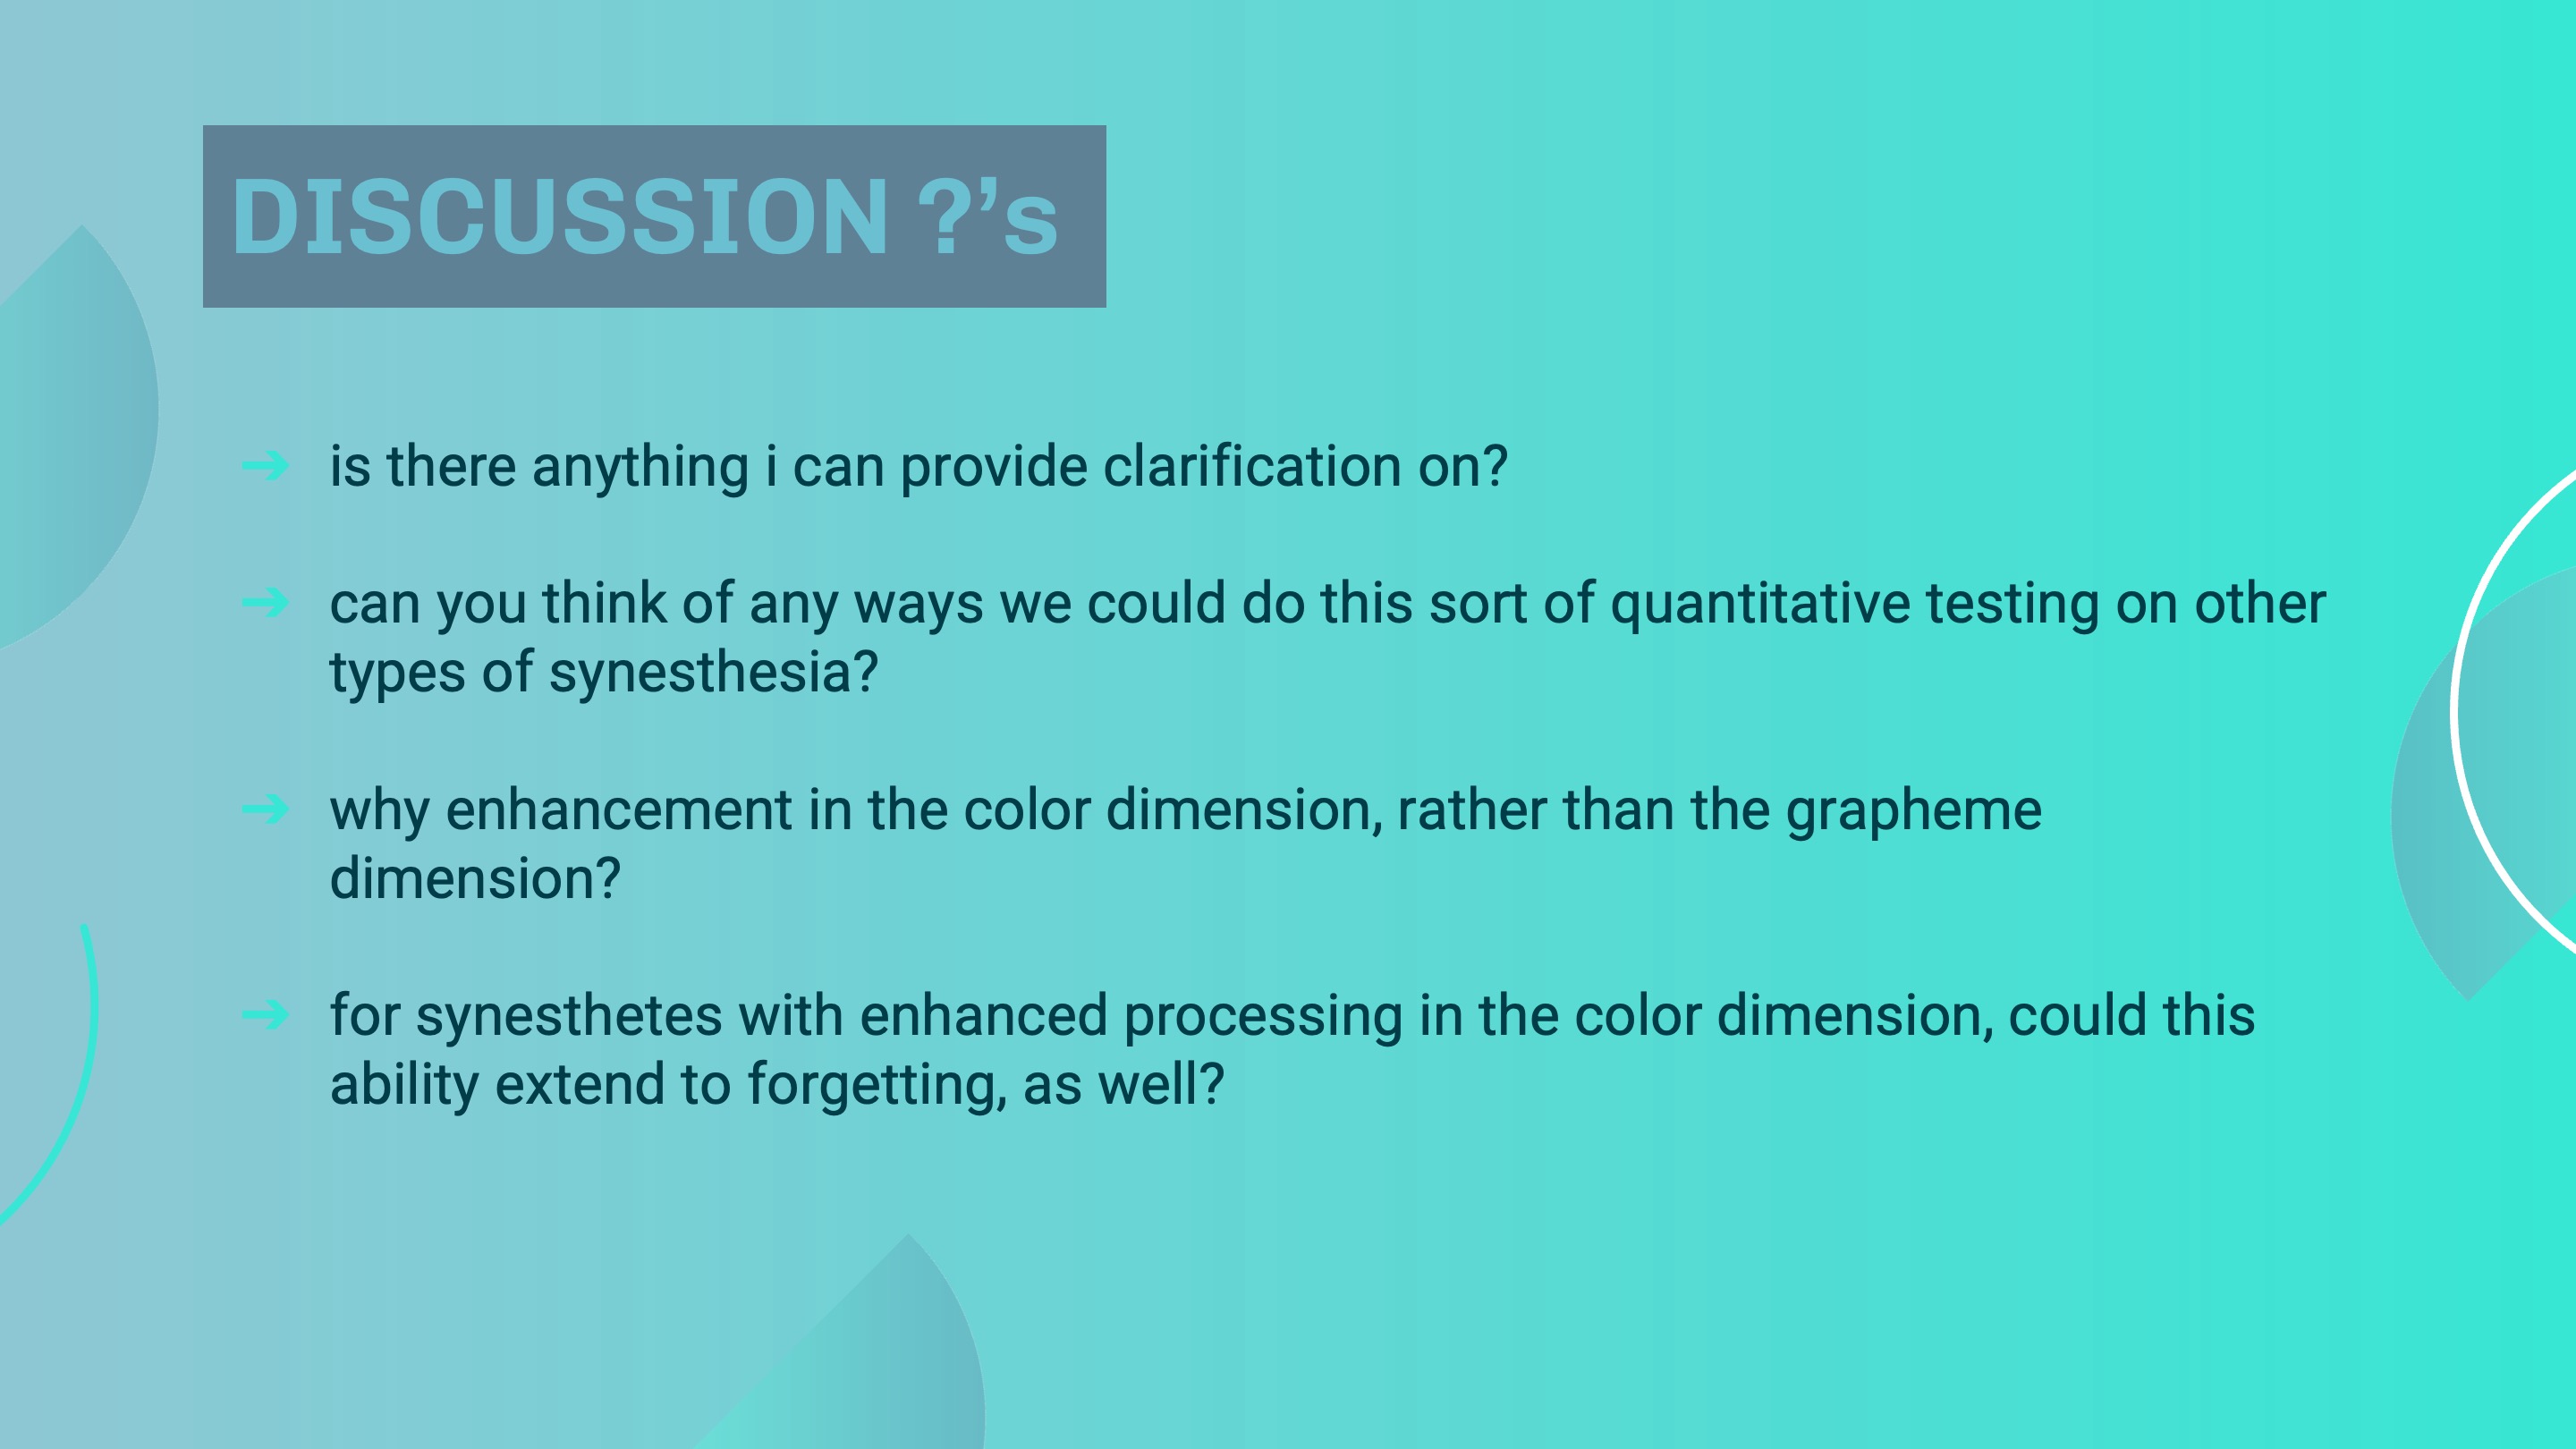 DISCUSSION ?’s
➔ is there anything i can provide clarification on?
➔ can you think of any ways we could do this sort of quantitative testing on other
types of synesthesia?
➔ why enhancement in the color dimension, rather than the grapheme
dimension?
➔ for synesthetes with enhanced processing in the color dimension, could this
ability extend to forgetting, as well?